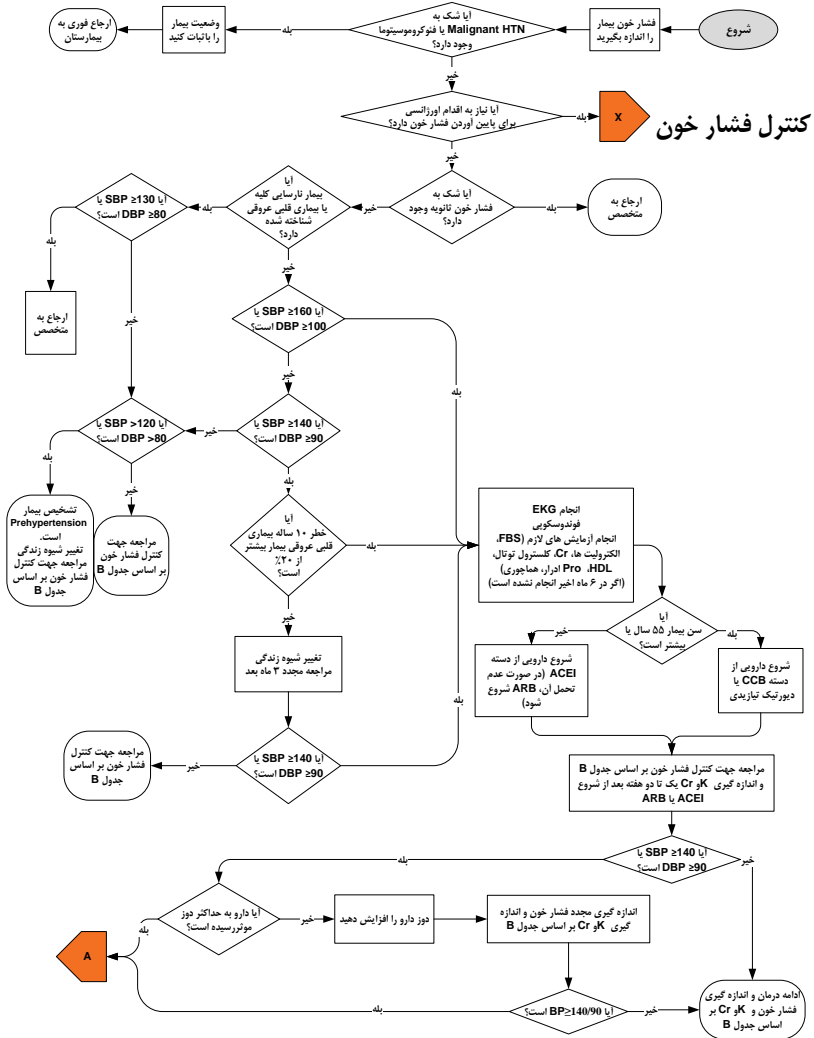 شروع
فشار خون بیمار
را اندازه بگیرید
آیا شک به
Malignant HTN یا فئوکروموسیتوما
وجود دارد؟
بله
وضعیت بیمار
را باثبات کنید
ارجاع فوری به
بیمارستان
خیر
آیا نیاز به اقدام اورژانسی
برای پایین آوردن فشار خون دارد؟
بله
X
کنترل فشار خون
خیر
آیا شک به
فشار خون ثانویه وجود
دارد؟
بله
ارجاع به
متخصص
خیر
آیا
بیمار نارسایی کلیه
یا بیماری قلبی عروقی
شناخته شده
دارد؟
بله
آیا SBP ≥130 یا
DBP ≥80 است؟
بله
ارجاع به
متخصص
خیر
خیر
آیا SBP ≥160 یا
DBP ≥100 است؟
بله
خیر
آیا SBP ≥140 یا
DBP ≥90 است؟
خیر
آیا SBP >120 یا
DBP >80 است؟
بله
تشخیص بیمار
Prehypertension
است.
تغییر شیوه زندگی
مراجعه جهت کنترل
فشار خون بر اساس
جدول B
خیر
مراجعه جهت
کنترل فشار خون
بر اساس جدول B
بله
آیا
خطر ۱۰ ساله بیماری
قلبی عروقی بیمار بیشتر
از ۲۰٪
است؟
بله
انجام EKG
فوندوسکوپی
انجام آزمایش های لازم (FBS،
الکترولیت ها، Cr، کلسترول توتال،
HDL، Pro ادرار، هماچوری)
(اگر در ۶ ماه اخیر انجام نشده است)
خیر
تغییر شیوه زندگی
مراجعه مجدد ۳ ماه بعد
آیا SBP ≥140 یا
DBP ≥90 است؟
بله
خیر
مراجعه جهت کنترل
فشار خون بر اساس
جدول B
آیا
سن بیمار ۵۵ سال یا
بیشتر است؟
بله
شروع دارویی از
دسته CCB یا
دیورتیک تیازیدی
خیر
شروع دارویی از دسته
ACEI (در صورت عدم
تحمل آن، ARB شروع
شود)
مراجعه جهت کنترل فشار خون بر اساس جدول B
و اندازه گیری K و Cr یک تا دو هفته بعد از شروع
ACEI یا ARB
آیا SBP ≥140 یا
DBP ≥90 است؟
خیر
بله
آیا دارو به حداکثر دوز
موثررسیده است؟
بله
A
خیر
دوز دارو را افزایش دهید
اندازه گیری مجدد فشار خون و اندازه
گیری K و Cr بر اساس جدول B
آیا BP≥140/90 است؟
بله
خیر
ادامه درمان و اندازه گیری
فشار خون و K و Cr بر
اساس جدول B